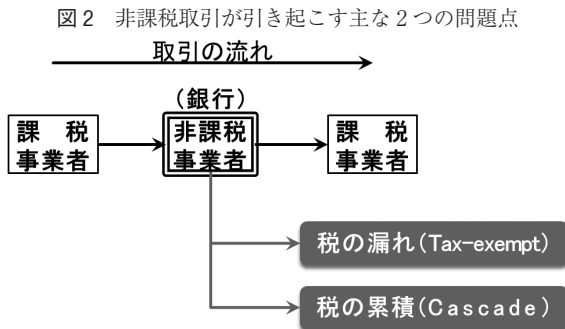 図2 非課税取引が引き起こす主な2つの問題点
取引の流れ
(銀行)
課 税
事業者
非課税
事業者
課 税
事業者
税の漏れ(Tax-exempt)
税の累積(Cascade)